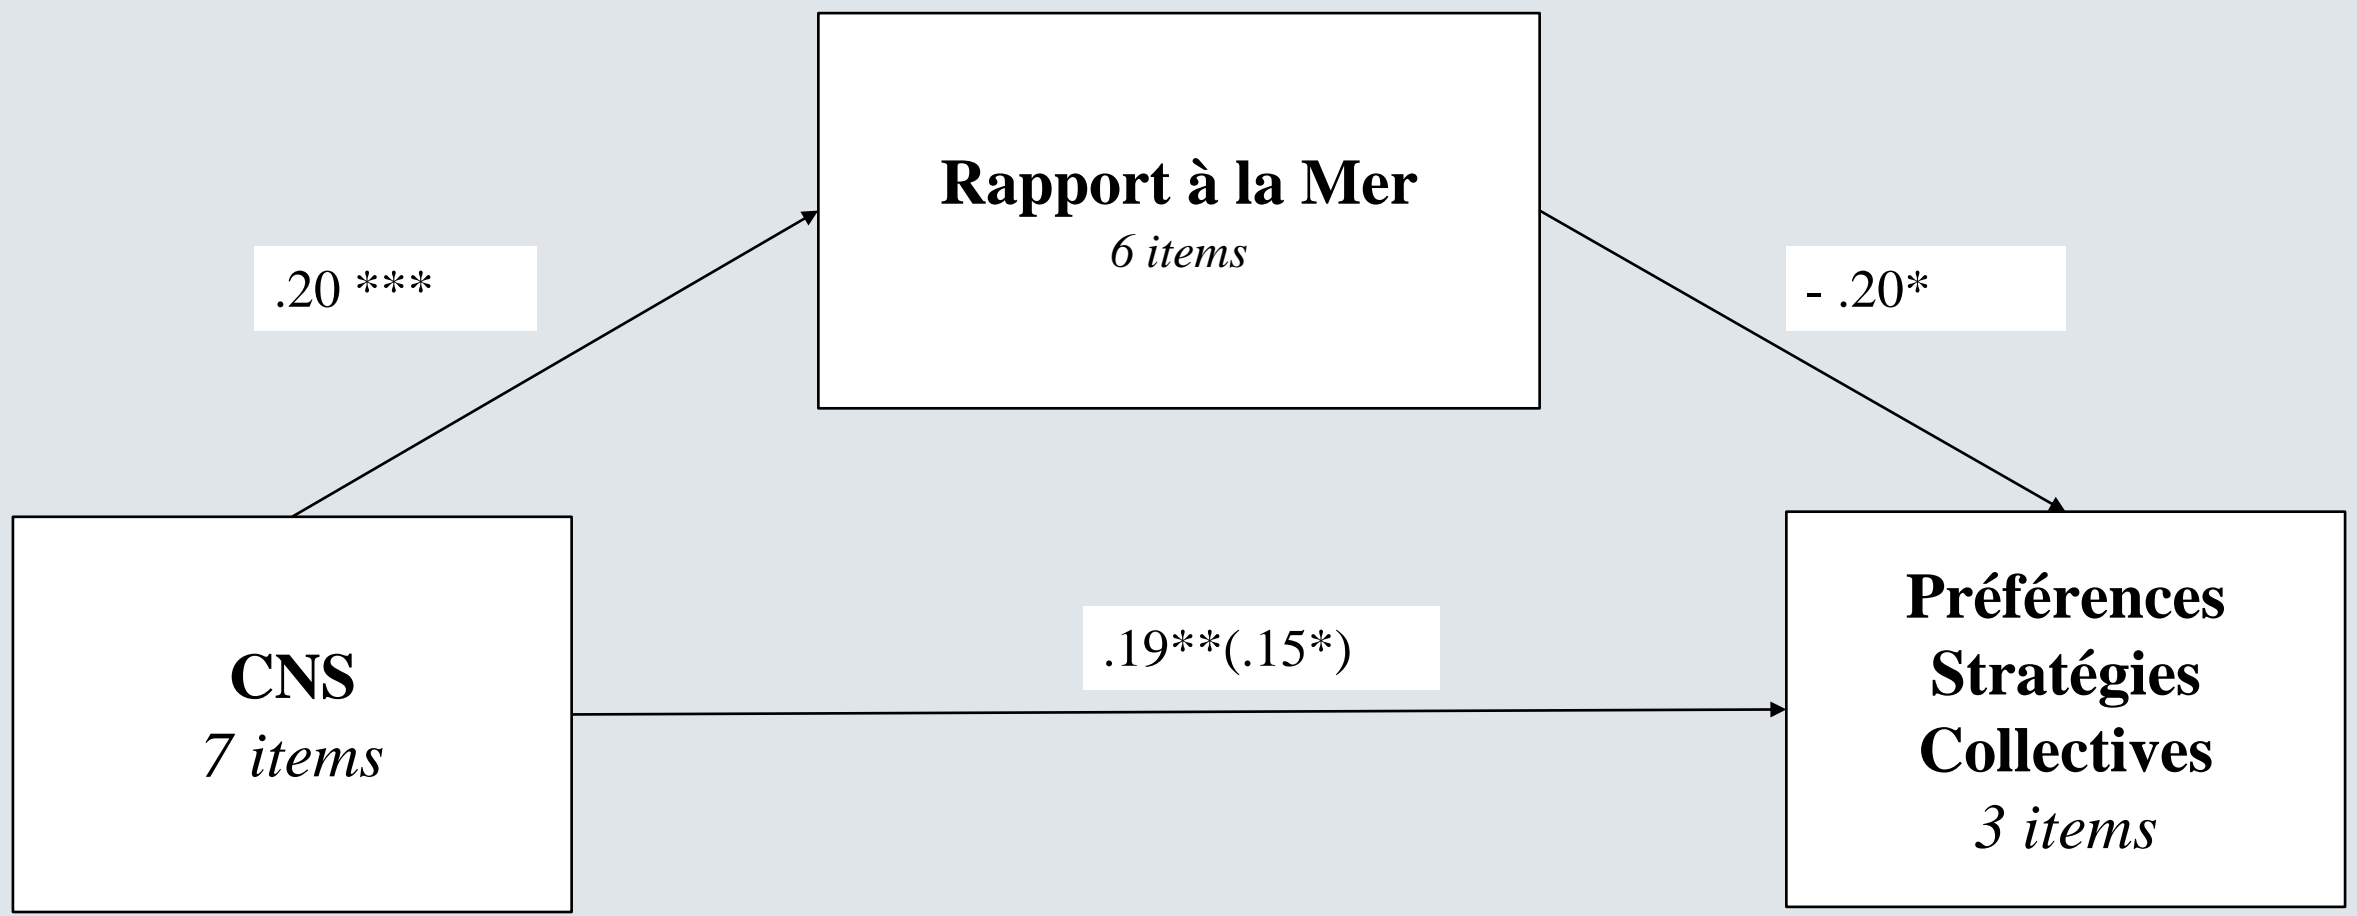 Rapport à la Mer
6 items
.20 ***
- .20*
.19**(.15*)
CNS
7 items
Préférences
Stratégies
Collectives
3 items